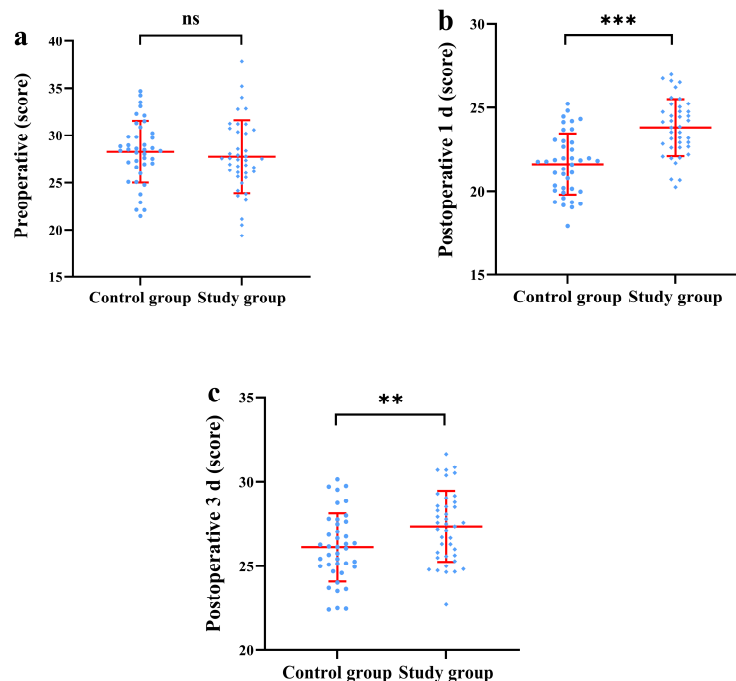 a
ns
Preoperative (score)
40
35
30
25
20
15
Control group Study group
b
***
Postoperative 1 d (score)
30
25
20
15
Control group Study group
c
**
Postoperative 3 d (score)
35
30
25
20
Control group Study group